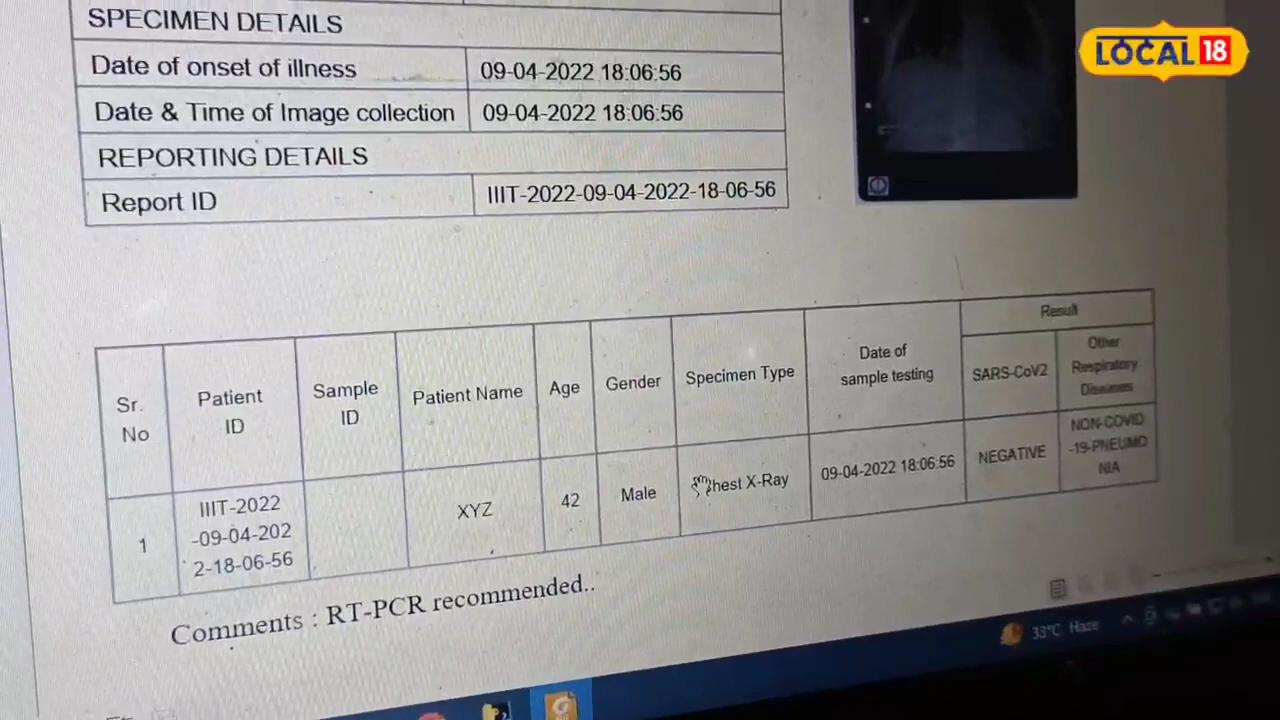 LOCAL 18
SPECIMEN DETAILS
Date of onset of illness 09-04-2022 18:06:56
Date & Time of Image collection 09-04-2022 18:06:56
REPORTING DETAILS
Report ID IIIT-2022-09-04-2022-18-06-56
Result
Sr.
No
Patient
ID
Sample
ID
Patient Name
Age
Gender
Specimen Type
Date of
sample testing
SARS-CoV2
Other
Respiratory
Diseases
1
IIIT-2022
-09-04-202
2-18-06-56
XYZ
42
Male
hest X-Ray
09-04-2022 18:06:56
NEGATIVE
NON-COVID
-19-PNEUMO
NIA
Comments : RT-PCR recommended..
33°C Haze